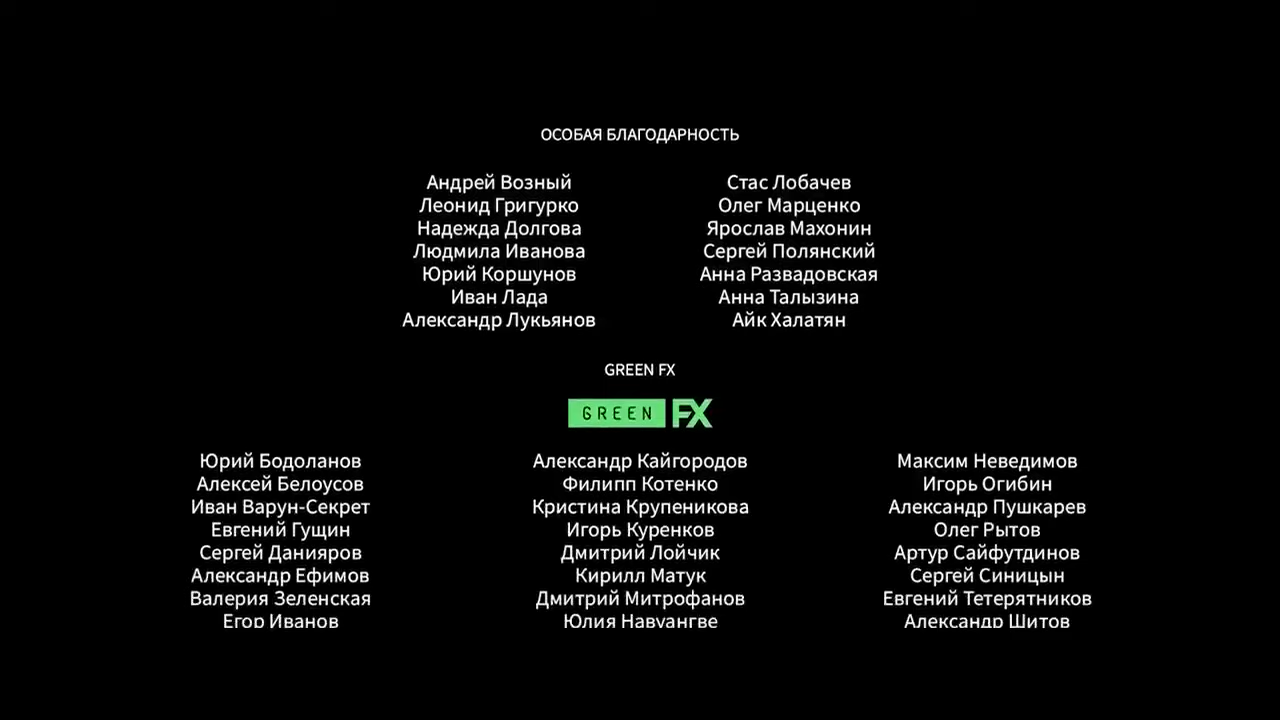 ОСОБАЯ БЛАГОДАРНОСТЬ
Андрей Возный
Леонид Григурко
Надежда Долгова
Людмила Иванова
Юрий Коршунов
Иван Лада
Александр Лукьянов
Стас Лобачев
Олег Марценко
Ярослав Махонин
Сергей Полянский
Анна Развадовская
Анна Талызина
Айк Халатян
GREEN FX
GREEN FX
Юрий Бодоланов
Алексей Белоусов
Иван Варун-Секрет
Евгений Гущин
Сергей Данияров
Александр Ефимов
Валерия Зеленская
Егор Иванов
Александр Кайгородов
Филипп Котенко
Кристина Крупеникова
Игорь Куренков
Дмитрий Лойчик
Кирилл Матук
Дмитрий Митрофанов
Юлия Навуангве
Максим Неведимов
Игорь Огибин
Александр Пушкарев
Олег Рытов
Артур Сайфутдинов
Сергей Синицын
Евгений Тетерятников
Александр Шитов